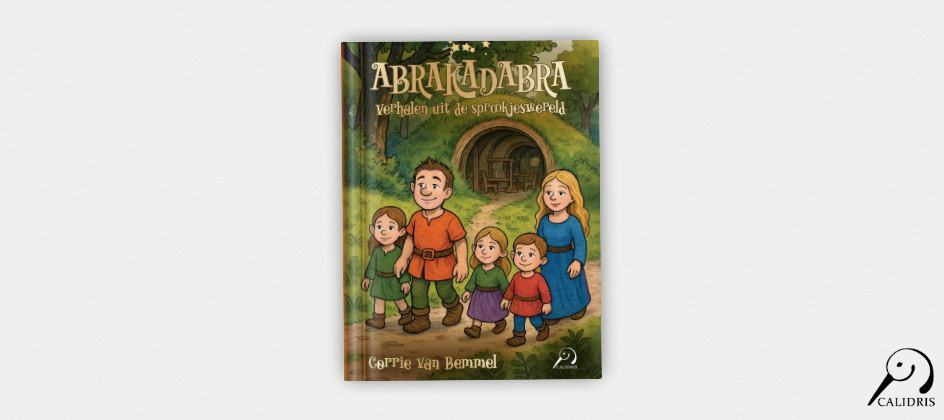 ABRAKADABRA
verhalen uit de sprookjeswereld
Corrie van Bemmel
CALIDRIS
CALIDRIS